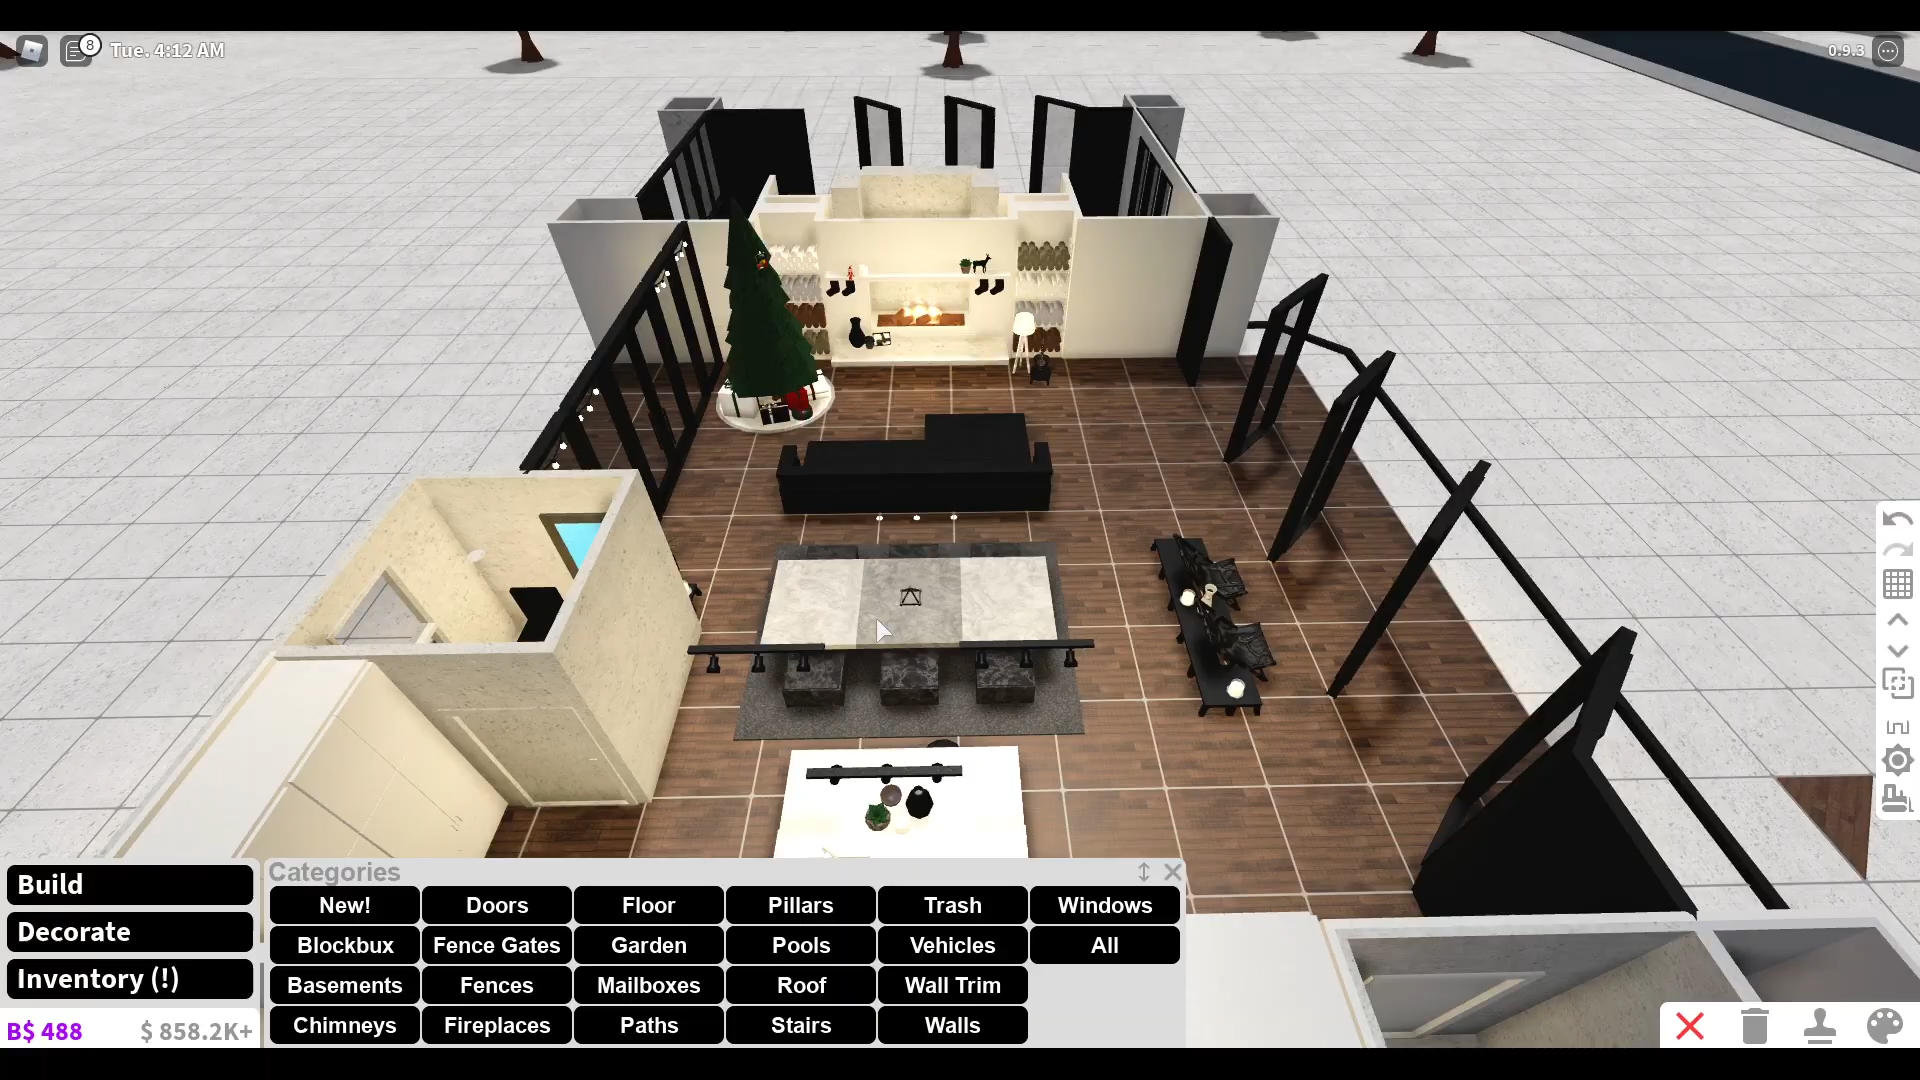 8 Tue. 4:12 AM
0.9.3
Build
Decorate
Inventory (!)
B$ 488 $ 858.2K+
Categories
New! Doors Floor Pillars Trash Windows
Blockbux Fence Gates Garden Pools Vehicles All
Basements Fences Mailboxes Roof Wall Trim
Chimneys Fireplaces Paths Stairs Walls